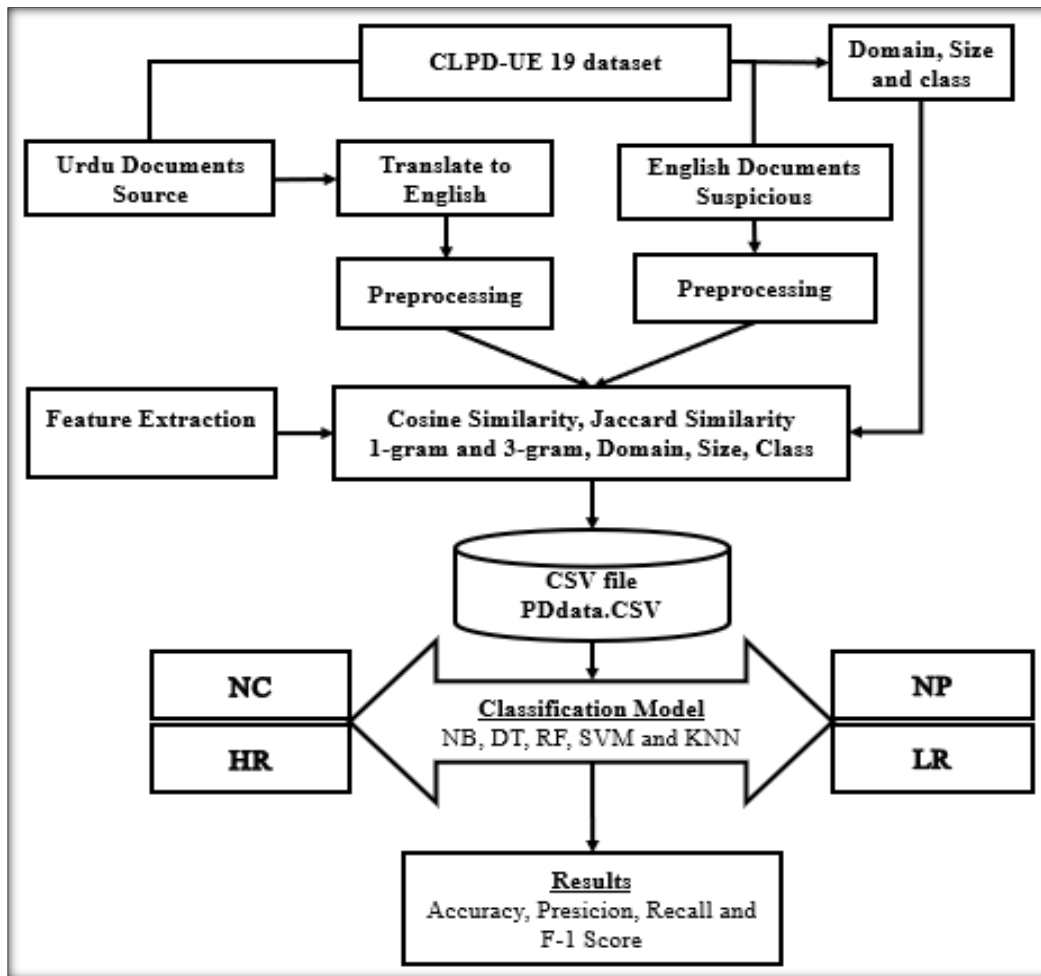 CLPD-UE 19 dataset
Domain, Size
and class
Urdu Documents
Source
Translate to
English
English Documents
Suspicious
Preprocessing
Preprocessing
Feature Extraction
Cosine Similarity, Jaccard Similarity
1-gram and 3-gram, Domain, Size, Class
CSV file
PDdata.CSV
NC
HR
Classification Model
NB, DT, RF, SVM and KNN
NP
LR
Results
Accuracy, Presicion, Recall and
F-1 Score